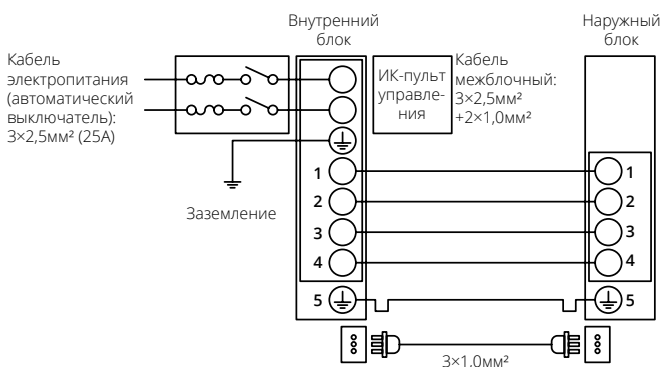 Внутренний
блок
Наружный
блок
Кабель
электропитания
(автоматический
выключатель):
3×2,5мм² (25А)
ИК-пульт
управле-
ния
Кабель
межблочный:
3×2,5мм²
+2×1,0мм²
Заземление
1
2
3
4
5
1
2
3
4
5
3×1,0мм²